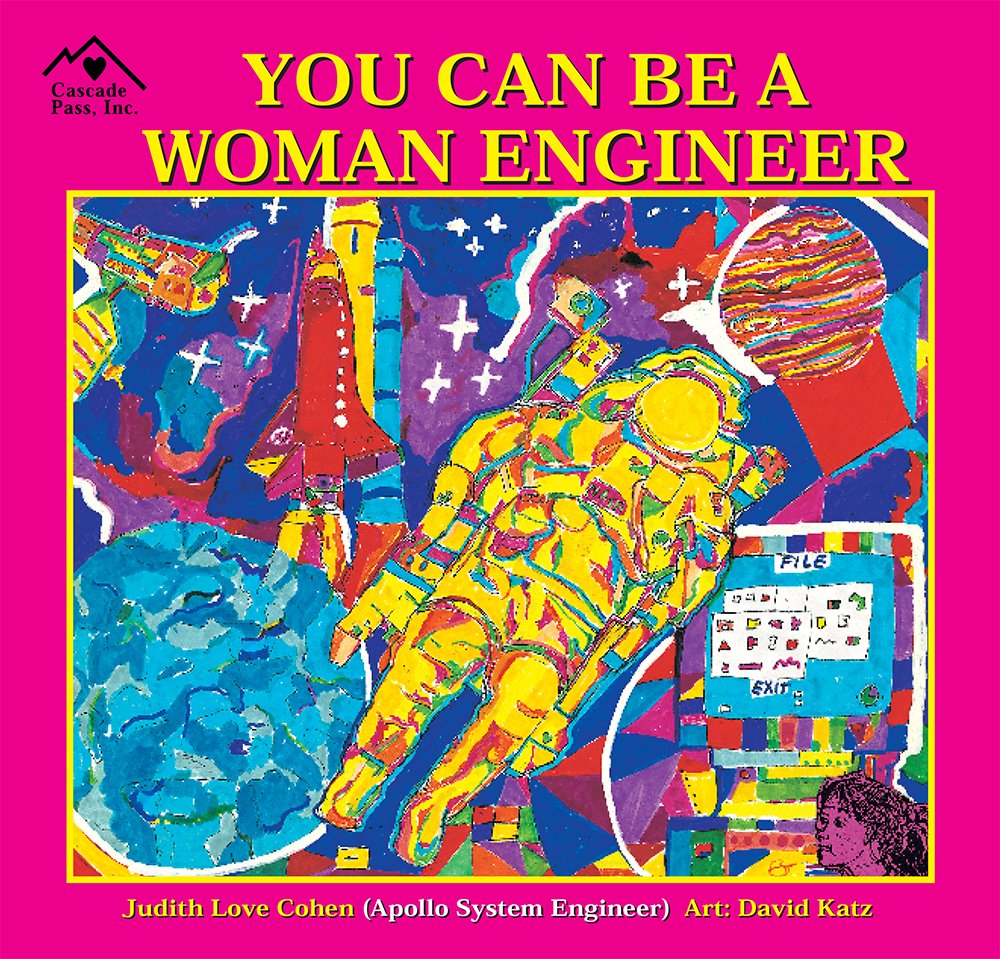 Cascade
Pass, Inc.
YOU CAN BE A
WOMAN ENGINEER
FILE
EXIT
Judith Love Cohen (Apollo System Engineer) Art: David Katz